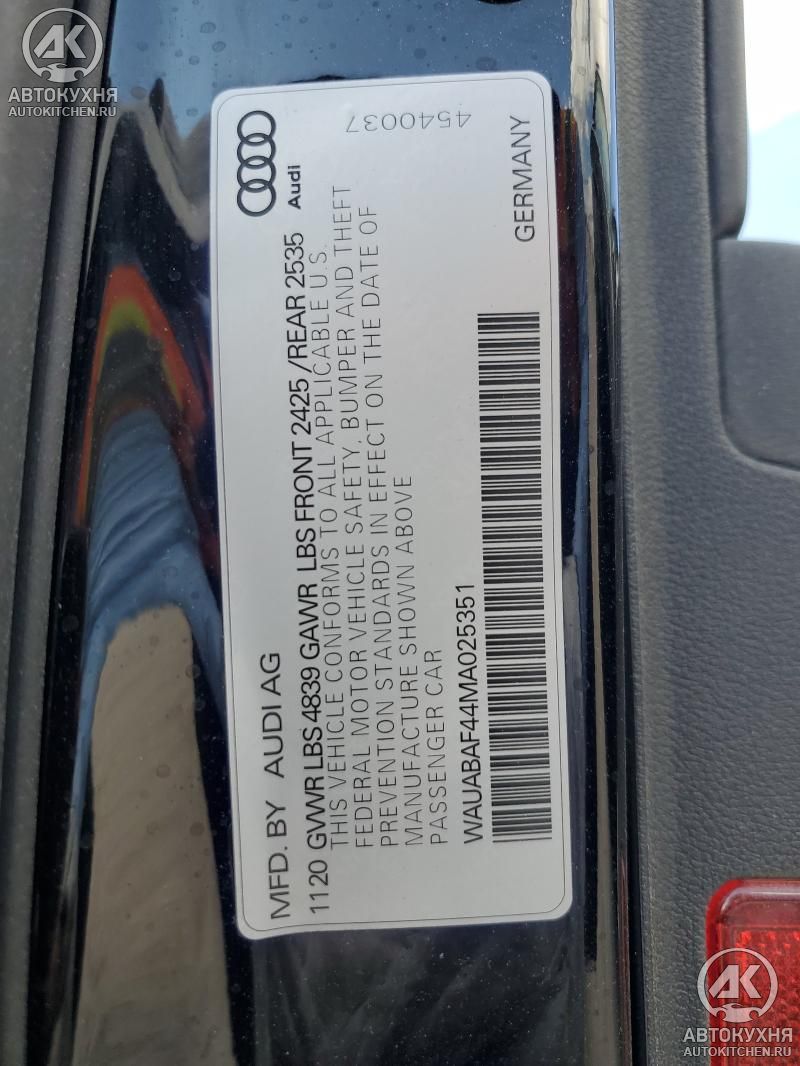 АВТОКУХНЯ
AUTOKITCHEN.RU
MFD. BY AUDI AG
Audi
1120 GVWR LBS 4839 GAWR LBS FRONT 2425 /REAR 2535
THIS VEHICLE CONFORMS TO ALL APPLICABLE U.S.
FEDERAL MOTOR VEHICLE SAFETY, BUMPER AND THEFT
PREVENTION STANDARDS IN EFFECT ON THE DATE OF
MANUFACTURE SHOWN ABOVE
PASSENGER CAR
4540037
WAUABAF44MA025351
GERMANY
АВТОКУХНЯ
AUTOKITCHEN.RU